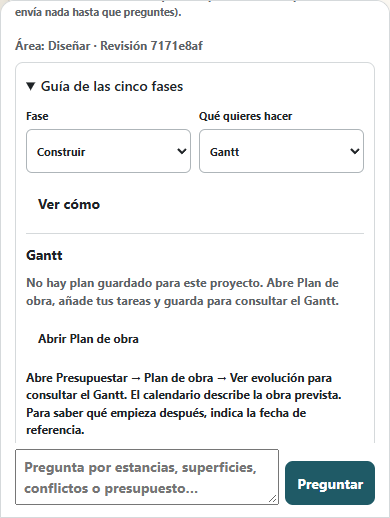 envía nada hasta que preguntes).
Área: Diseñar · Revisión 7171e8af
▼ Guía de las cinco fases
Fase
Qué quieres hacer
Construir
Gantt
Ver cómo
Gantt
No hay plan guardado para este proyecto. Abre Plan de
obra, añade tus tareas y guarda para consultar el Gantt.
Abrir Plan de obra
Abre Presupuestar → Plan de obra → Ver evolución para
consultar el Gantt. El calendario describe la obra prevista.
Para saber qué empieza después, indica la fecha de
referencia.
Pregunta por estancias, superficies,
conflictos o presupuesto...
Preguntar